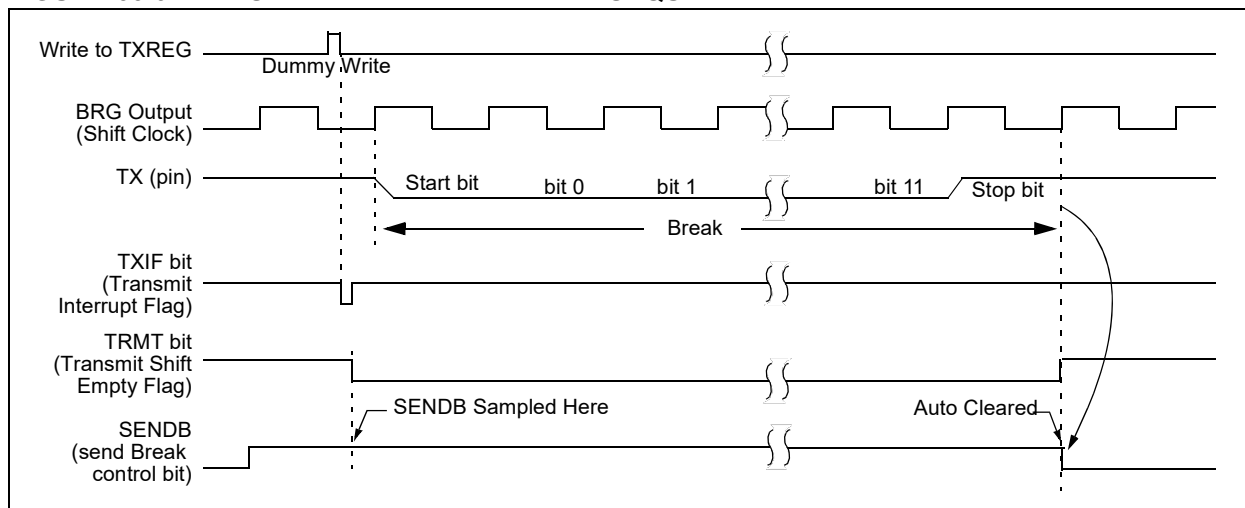 Write to TXREG
Dummy Write
BRG Output
(Shift Clock)
TX (pin)
Start bit
bit 0
bit 1
bit 11
Stop bit
Break
TXIF bit
(Transmit
Interrupt Flag)
TRMT bit
(Transmit Shift
Empty Flag)
SENDB Sampled Here
Auto Cleared
SENDB
(send Break
control bit)